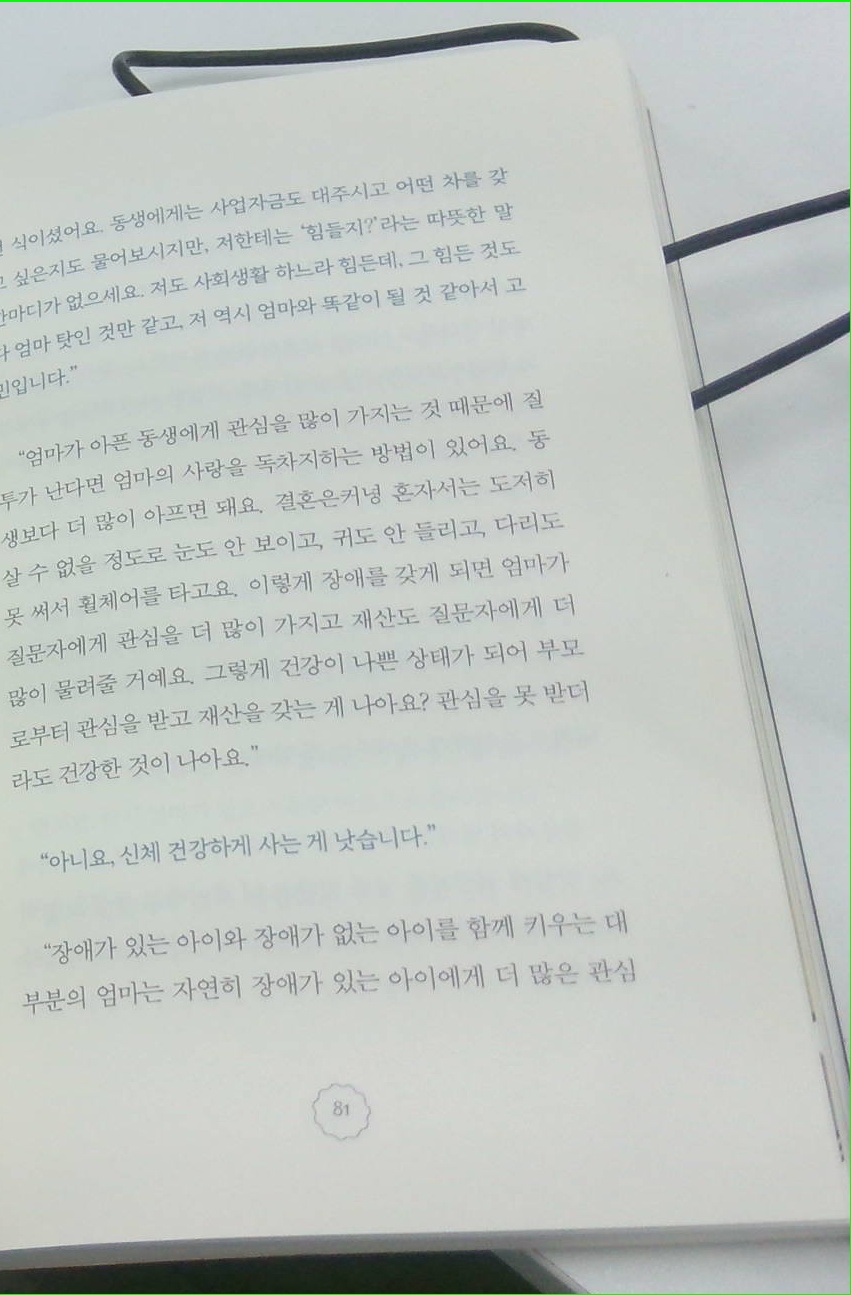 식이셨어요. 동생에게는 사업자금도 대주시고 어떤 차를 갖
싶은지도 물어보시지만, 저한테는 ‘힘들지?’라는 따뜻한 말
한마디가 없으세요. 저도 사회생활 하느라 힘든데, 그 힘든 것도
다 엄마 탓인 것만 같고, 저 역시 엄마와 똑같이 될 것 같아서 고
민입니다.”
“엄마가 아픈 동생에게 관심을 많이 가지는 것 때문에 질
투가 난다면 엄마의 사랑을 독차지하는 방법이 있어요. 동
생보다 더 많이 아프면 돼요. 결혼은커녕 혼자서는 도저히
살 수 없을 정도로 눈도 안 보이고, 귀도 안 들리고, 다리도
못 써서 휠체어를 타고요. 이렇게 장애를 갖게 되면 엄마가
질문자에게 관심을 더 많이 가지고 재산도 질문자에게 더
많이 물려줄 거예요. 그렇게 건강이 나쁜 상태가 되어 부모
로부터 관심을 받고 재산을 갖는 게 나아요? 관심을 못 받더
라도 건강한 것이 나아요.”
“아니요, 신체 건강하게 사는 게 낫습니다.”
“장애가 있는 아이와 장애가 없는 아이를 함께 키우는 대
부분의 엄마는 자연히 장애가 있는 아이에게 더 많은 관심
81